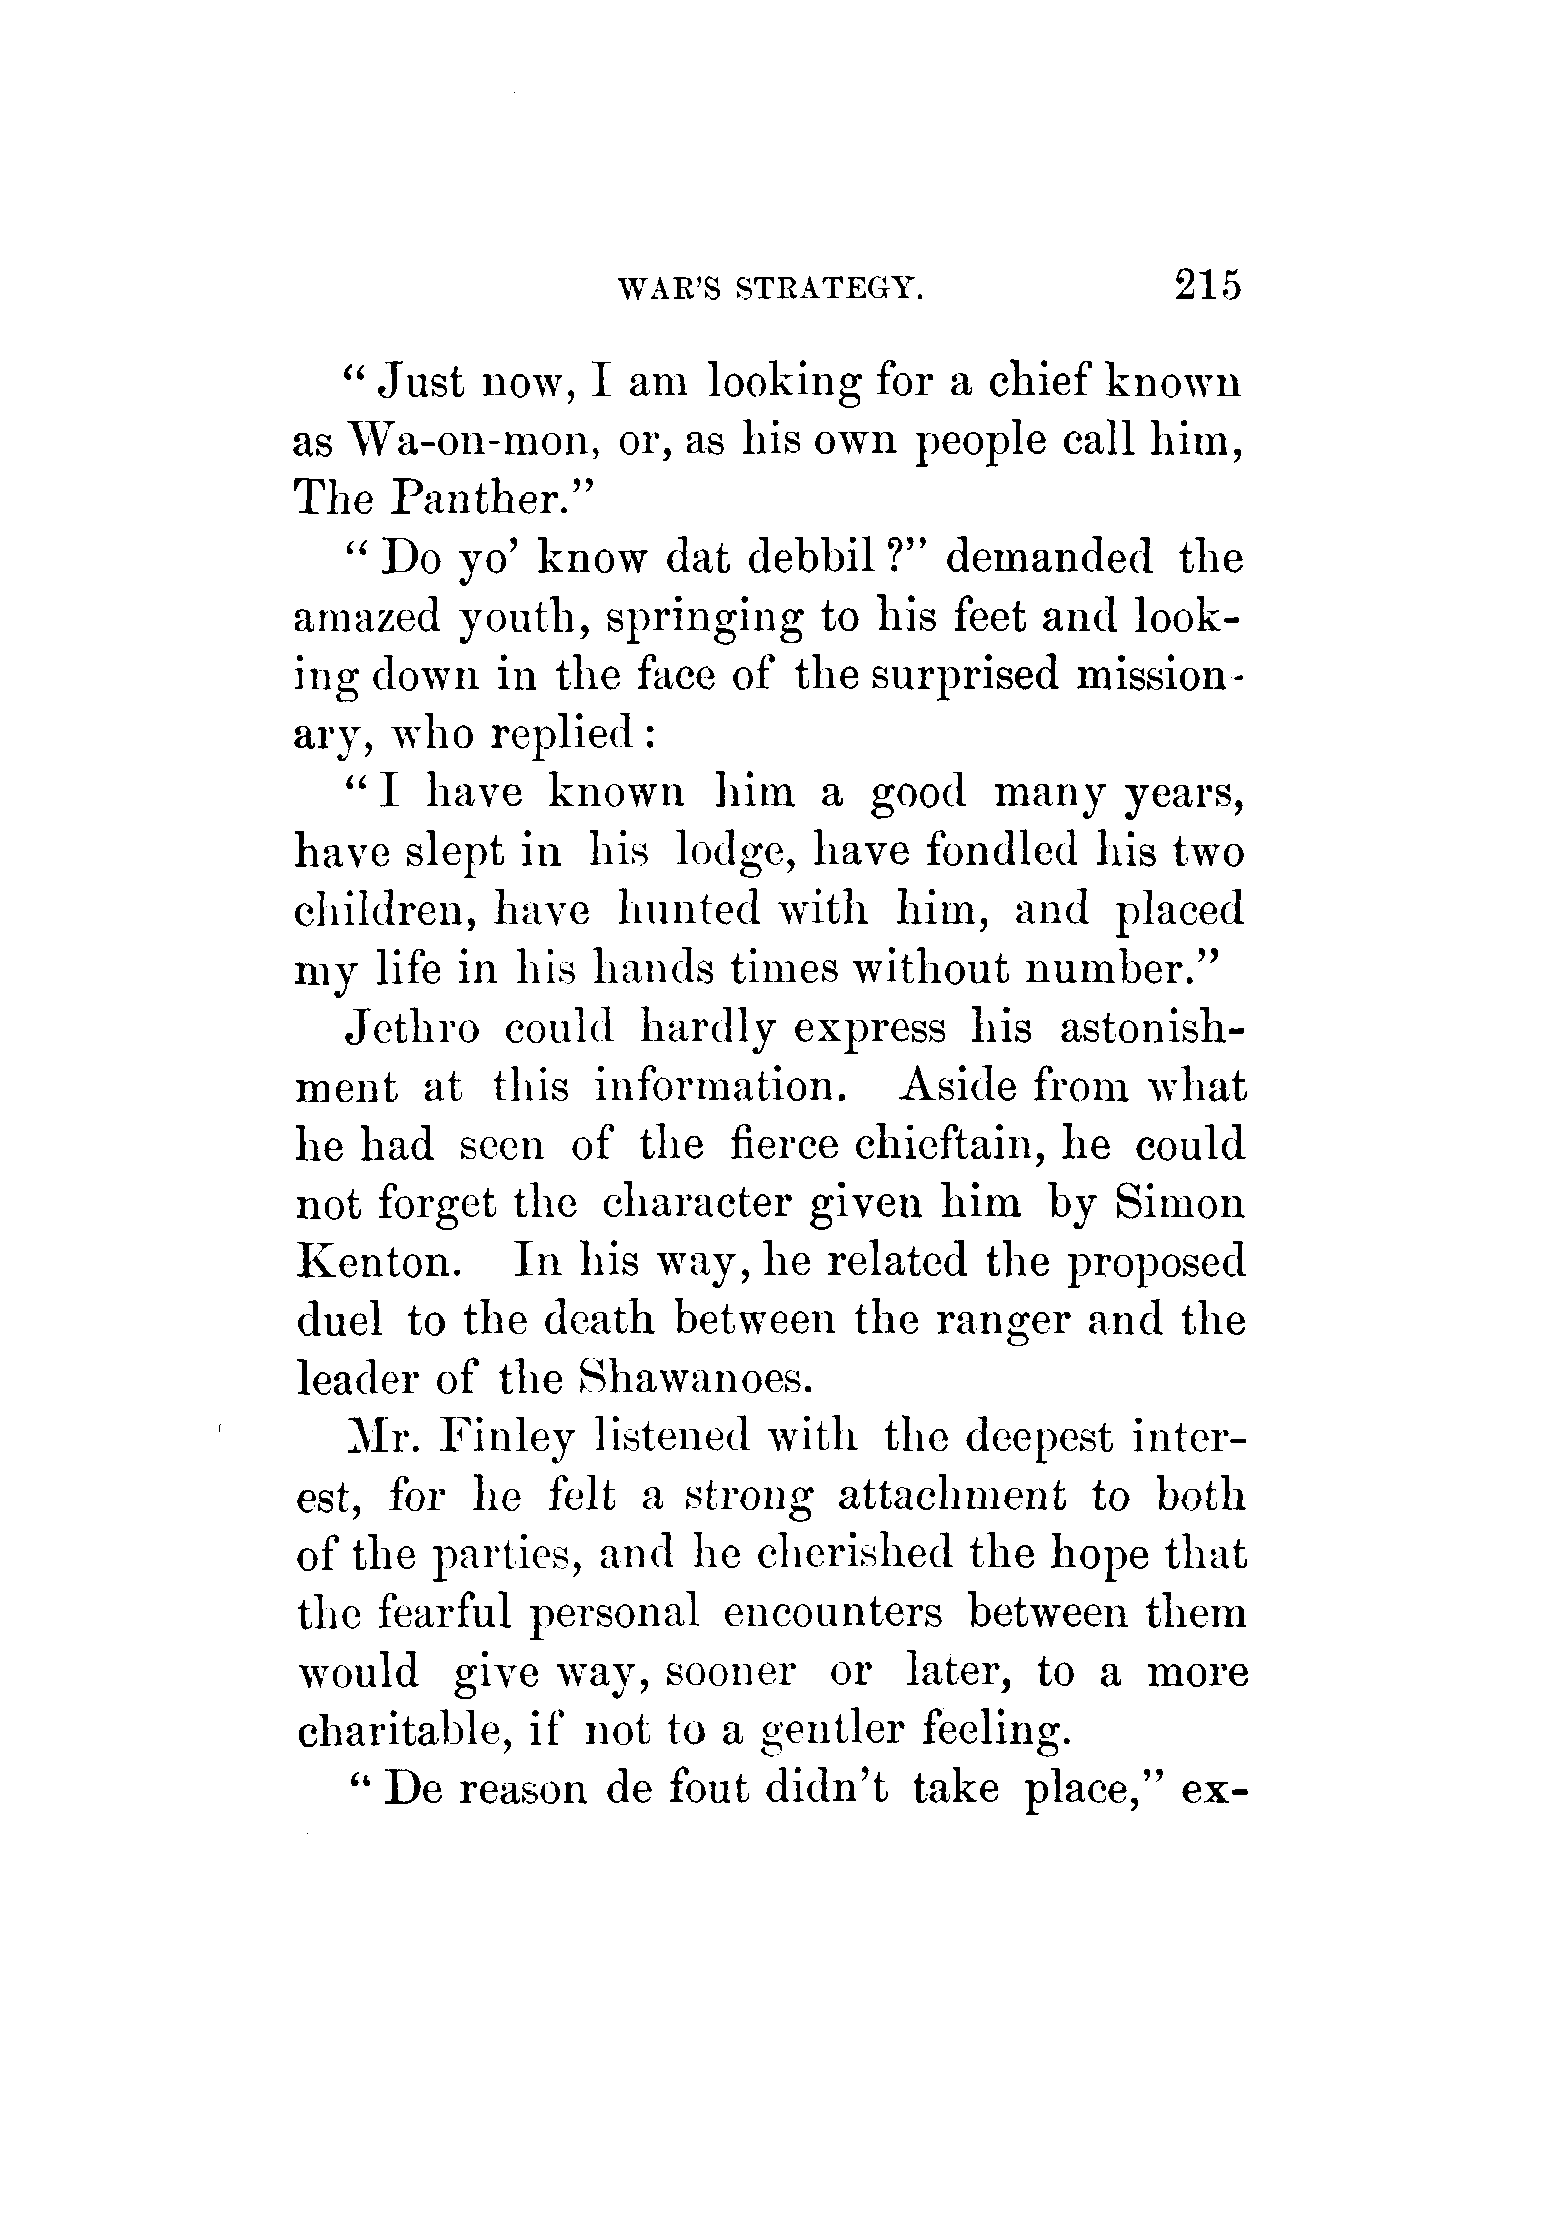 WAR'S STRATEGY. 215
“ Just now, I am looking for a chief known
as Wa-on-mon, or, as his own people call him,
The Panther.”
“ Do yo’ know dat debbil ?” demanded the
amazed youth, springing to his feet and look-
ing down in the face of the surprised mission-
ary, who replied :
“ I have known him a good many years,
have slept in his lodge, have fondled his two
children, have hunted with him, and placed
my life in his hands times without number.”
Jethro could hardly express his astonish-
ment at this information. Aside from what
he had seen of the fierce chieftain, he could
not forget the character given him by Simon
Kenton. In his way, he related the proposed
duel to the death between the ranger and the
leader of the Shawanoes.
Mr. Finley listened with the deepest inter-
est, for he felt a strong attachment to both
of the parties, and he cherished the hope that
the fearful personal encounters between them
would give way, sooner or later, to a more
charitable, if not to a gentler feeling.
“ De reason de fout didn’t take place,” ex-